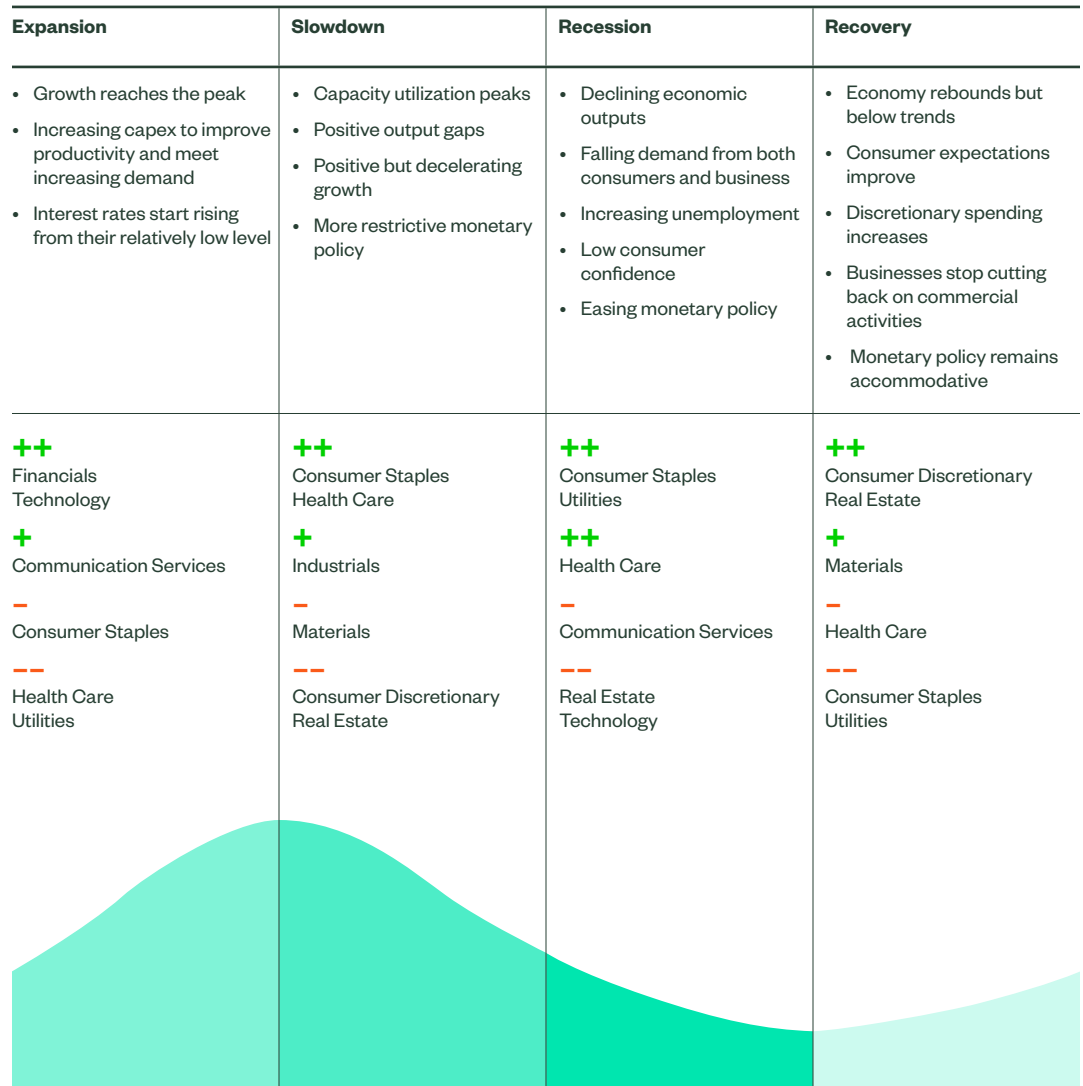 Expansion
• Growth reaches the peak
• Increasing capex to improve
productivity and meet
increasing demand
• Interest rates start rising
from their relatively low level
++
Financials
Technology
+
Communication Services
–
Consumer Staples
––
Health Care
Utilities
Slowdown
• Capacity utilization peaks
• Positive output gaps
• Positive but decelerating
growth
• More restrictive monetary
policy
++
Consumer Staples
Health Care
+
Industrials
–
Materials
––
Consumer Discretionary
Real Estate
Recession
• Declining economic
outputs
• Falling demand from both
consumers and business
• Increasing unemployment
• Low consumer
confidence
• Easing monetary policy
++
Consumer Staples
Utilities
++
Health Care
–
Communication Services
––
Real Estate
Technology
Recovery
• Economy rebounds but
below trends
• Consumer expectations
improve
• Discretionary spending
increases
• Businesses stop cutting
back on commercial
activities
• Monetary policy remains
accommodative
++
Consumer Discretionary
Real Estate
+
Materials
–
Health Care
––
Consumer Staples
Utilities